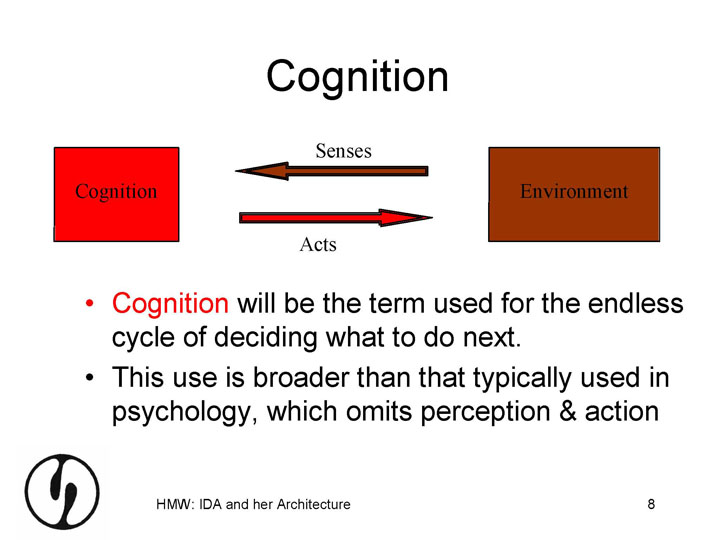 Cognition
Senses
Cognition
Environment
Acts
• Cognition will be the term used for the endless
cycle of deciding what to do next.
• This use is broader than that typically used in
psychology, which omits perception & action
HMW: IDA and her Architecture
8